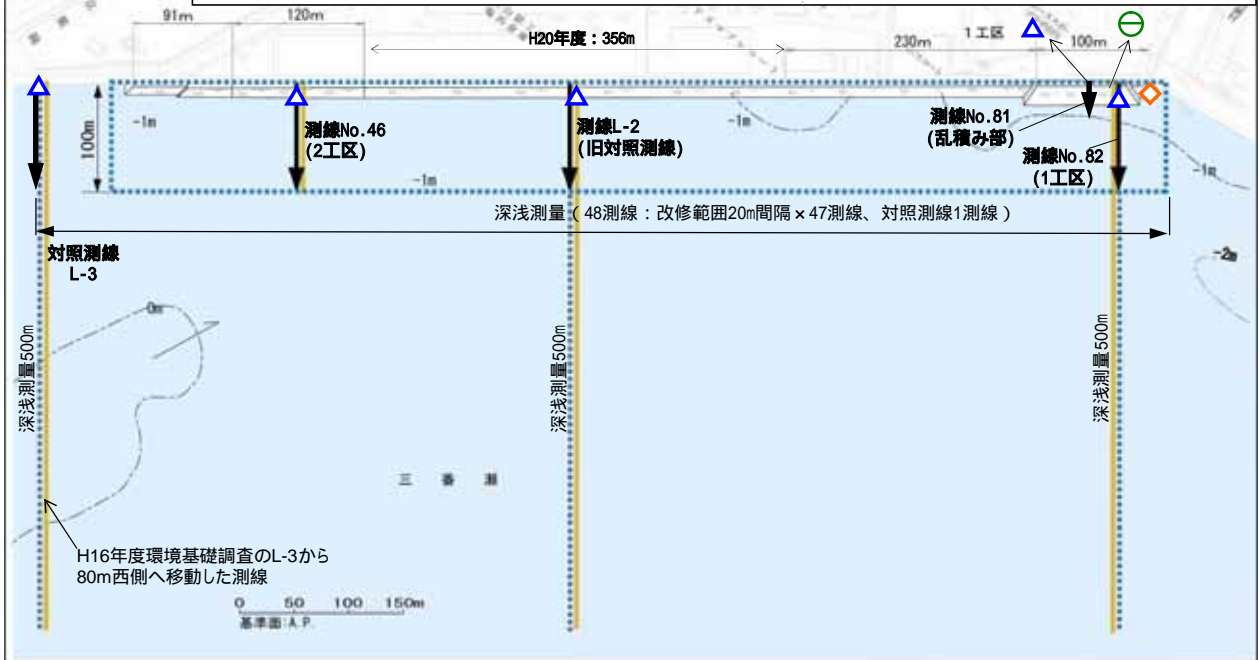 91m
120m
H20年度：356m
230m
1工区
100m
100m
-1m
測線No.46
(2工区)
-1m
測線L-2
(旧対照測線)
-1m
測線No.81
(乱積み部)
測線No.82
(1工区)
-1m
深浅測量（48測線：改修範囲20m間隔×47測線、対照測線1測線）
対照測線
L-3
-2m
0m
深浅測量500m
深浅測量500m
深浅測量500m
三番瀬
H16年度環境基礎調査のL-3から
80m西側へ移動した測線
0 50 100 150m
基準面:A.P.